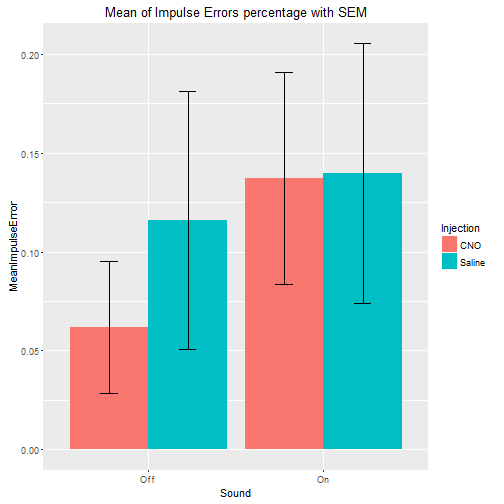 Mean of Impulse Errors percentage with SEM
MeanImpulseError
0.20
0.15
0.10
0.05
0.00
Off
On
Sound
Injection
CNO
Saline